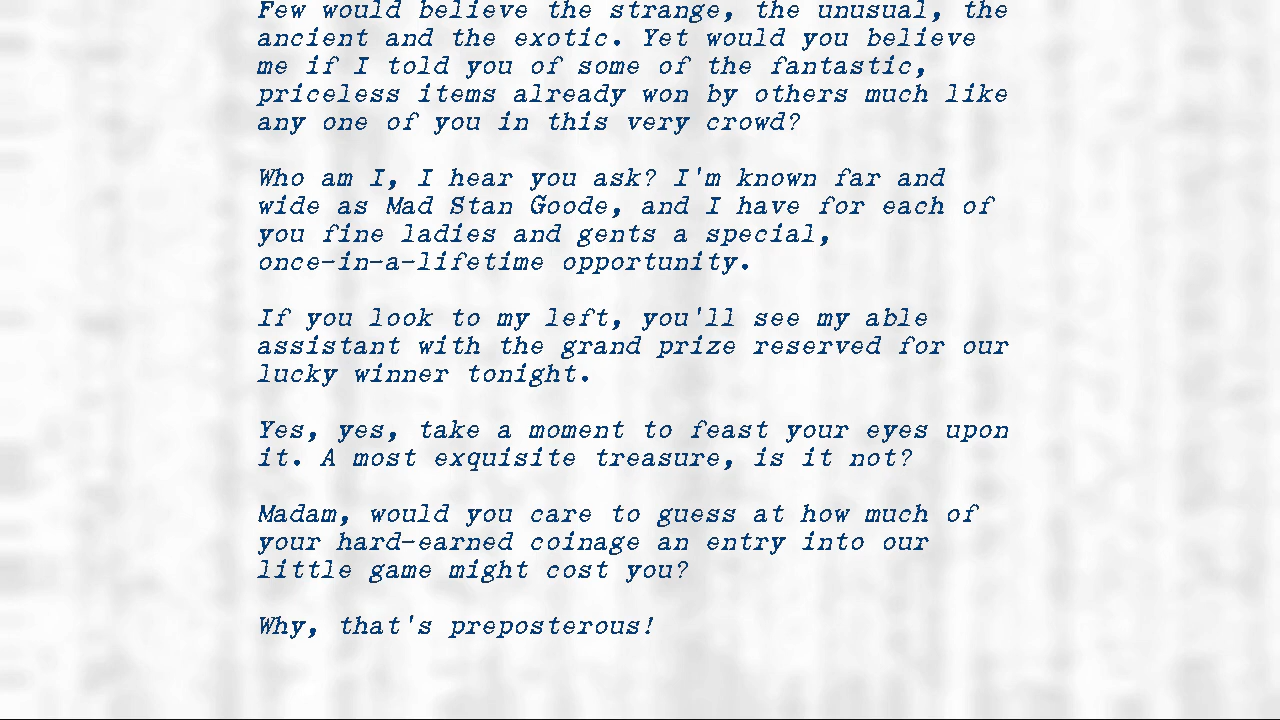 Few would believe the strange, the unusual, the
ancient and the exotic. Yet would you believe
me if I told you of some of the fantastic,
priceless items already won by others much like
any one of you in this very crowd?
Who am I, I hear you ask? I'm known far and
wide as Mad Stan Goode, and I have for each of
you fine ladies and gents a special,
once-in-a-lifetime opportunity.
If you look to my left, you'll see my able
assistant with the grand prize reserved for our
lucky winner tonight.
Yes, yes, take a moment to feast your eyes upon
it. A most exquisite treasure, is it not?
Madam, would you care to guess at how much of
your hard-earned coinage an entry into our
little game might cost you?
Why, that's preposterous!